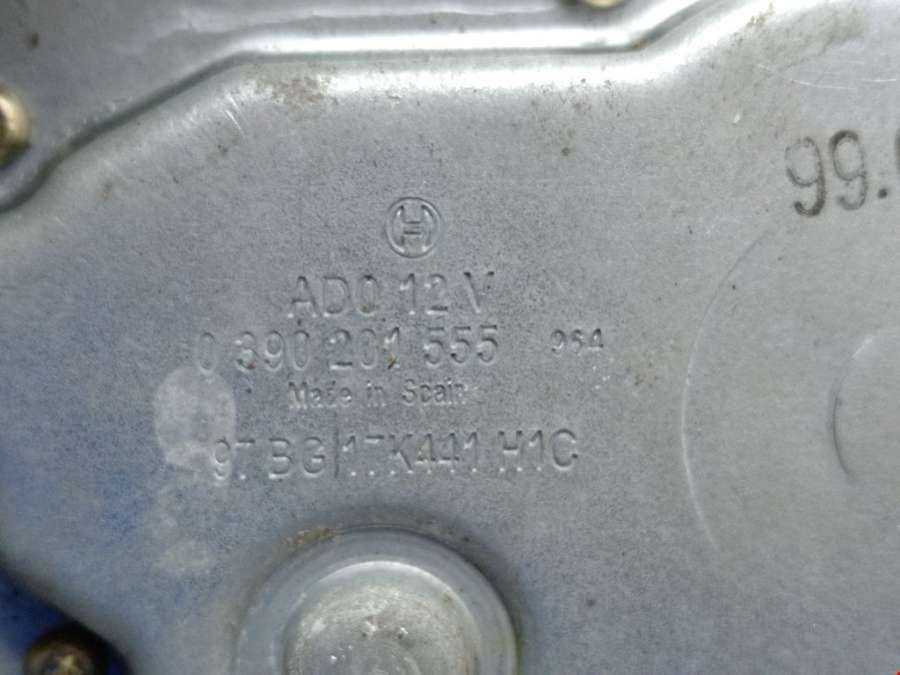 99.
ADO 12 V
0 390 201 555 964
Made in Spain
97 BG/17K441 H1C